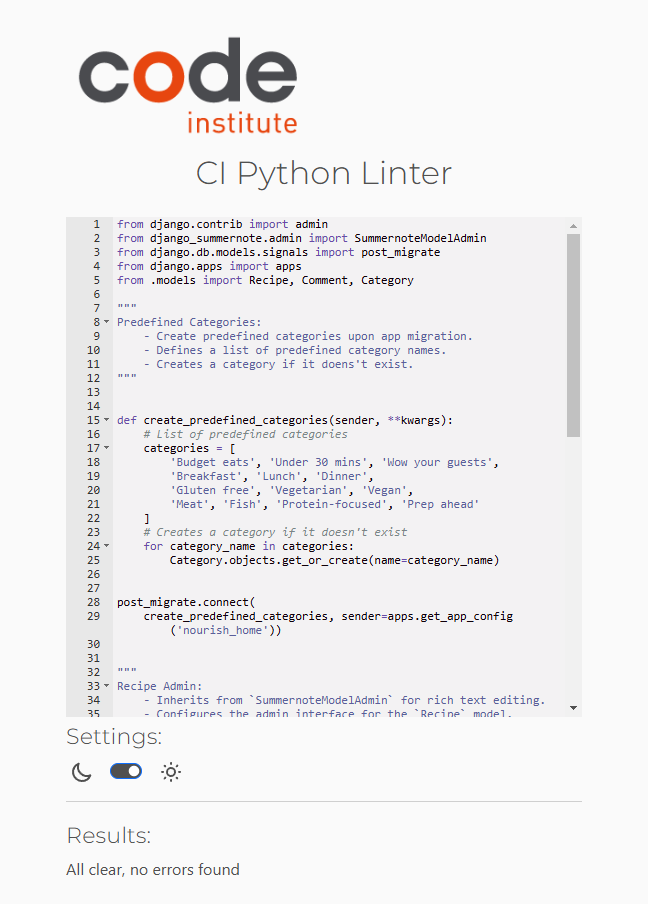 code
institute
CI Python Linter
1 from django.contrib import admin
2 from django_summernote.admin import SummernoteModelAdmin
3 from django.db.models.signals import post_migrate
4 from django.apps import apps
5 from .models import Recipe, Comment, Category
6
7 """
8 Predefined Categories:
9     - Create predefined categories upon app migration.
10     - Defines a list of predefined category names.
11     - Creates a category if it doens't exist.
12 """
13
14
15 def create_predefined_categories(sender, **kwargs):
16     # List of predefined categories
17     categories = [
18         'Budget eats', 'Under 30 mins', 'Wow your guests',
19         'Breakfast', 'Lunch', 'Dinner',
20         'Gluten free', 'Vegetarian', 'Vegan',
21         'Meat', 'Fish', 'Protein-focused', 'Prep ahead'
22     ]
23     # Creates a category if it doesn't exist
24     for category_name in categories:
25         Category.objects.get_or_create(name=category_name)
26
27
28 post_migrate.connect(
29     create_predefined_categories, sender=apps.get_app_config
        ('nourish_home'))
30
31
32 """
33 Recipe Admin:
34     - Inherits from `SummernoteModelAdmin` for rich text editing.
35     - Configures the admin interface for the `Recipe` model.
Settings:
Results:
All clear, no errors found